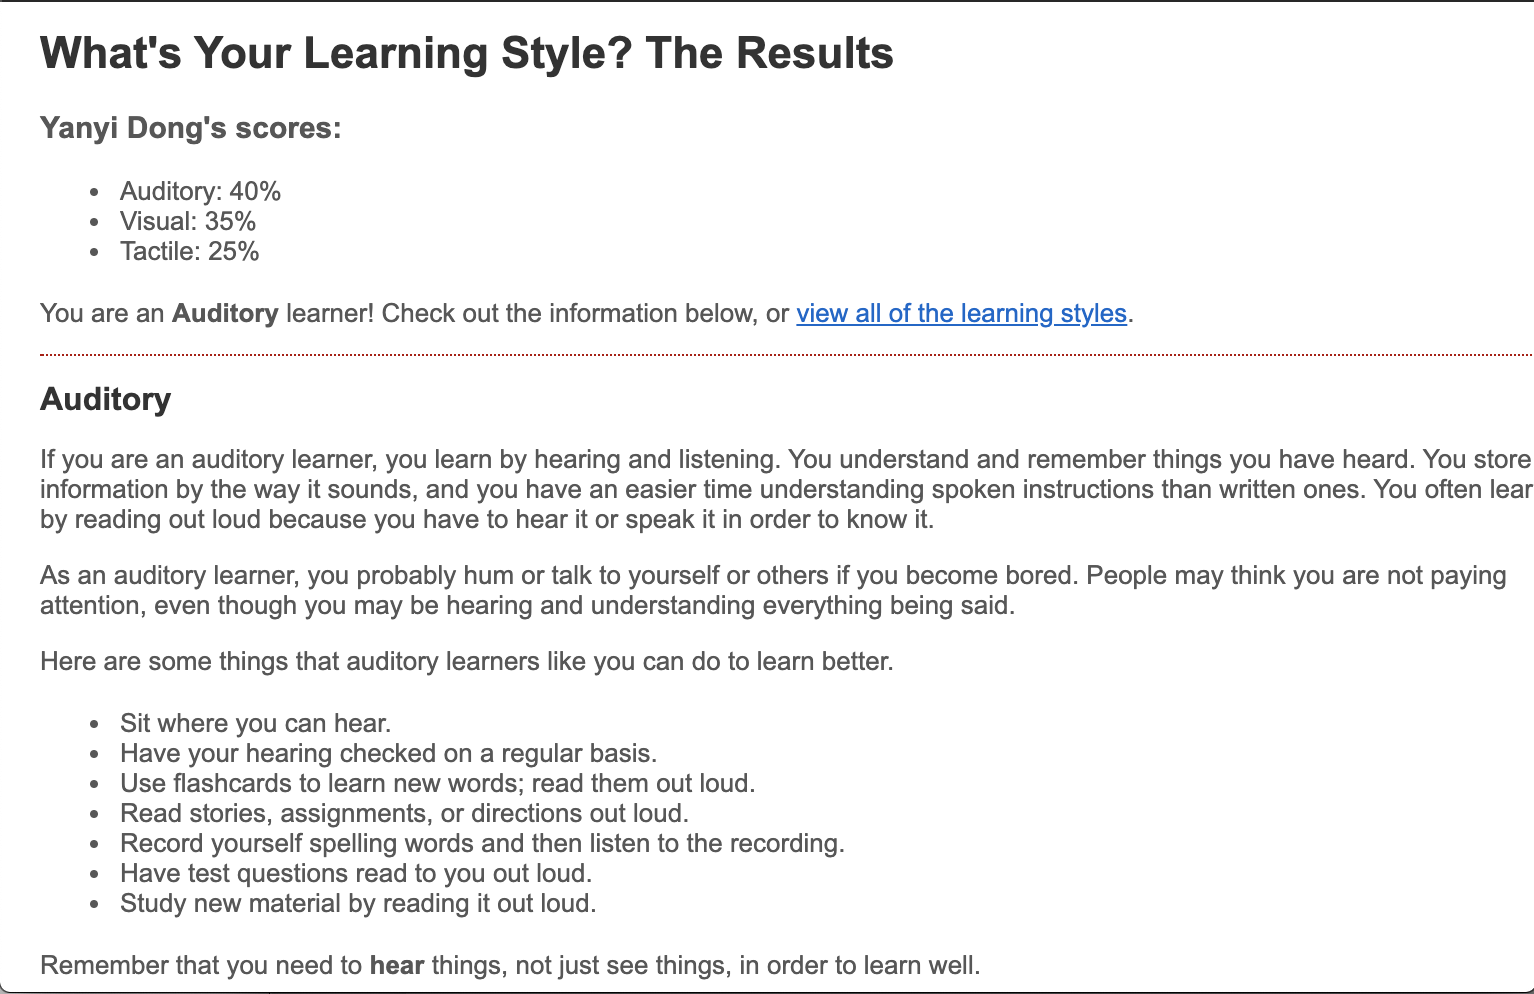 What's Your Learning Style? The Results
Yanyi Dong's scores:
• Auditory: 40%
• Visual: 35%
• Tactile: 25%
You are an Auditory learner! Check out the information below, or view all of the learning styles.
Auditory
If you are an auditory learner, you learn by hearing and listening. You understand and remember things you have heard. You store
information by the way it sounds, and you have an easier time understanding spoken instructions than written ones. You often lear
by reading out loud because you have to hear it or speak it in order to know it.
As an auditory learner, you probably hum or talk to yourself or others if you become bored. People may think you are not paying
attention, even though you may be hearing and understanding everything being said.
Here are some things that auditory learners like you can do to learn better.
• Sit where you can hear.
• Have your hearing checked on a regular basis.
• Use flashcards to learn new words; read them out loud.
• Read stories, assignments, or directions out loud.
• Record yourself spelling words and then listen to the recording.
• Have test questions read to you out loud.
• Study new material by reading it out loud.
Remember that you need to hear things, not just see things, in order to learn well.